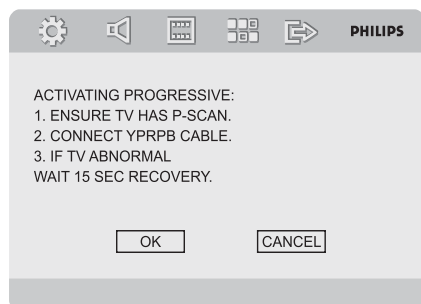 PHILIPS
ACTIVATING PROGRESSIVE:
1. ENSURE TV HAS P-SCAN.
2. CONNECT YPRPB CABLE.
3. IF TV ABNORMAL
WAIT 15 SEC RECOVERY.
OK CANCEL